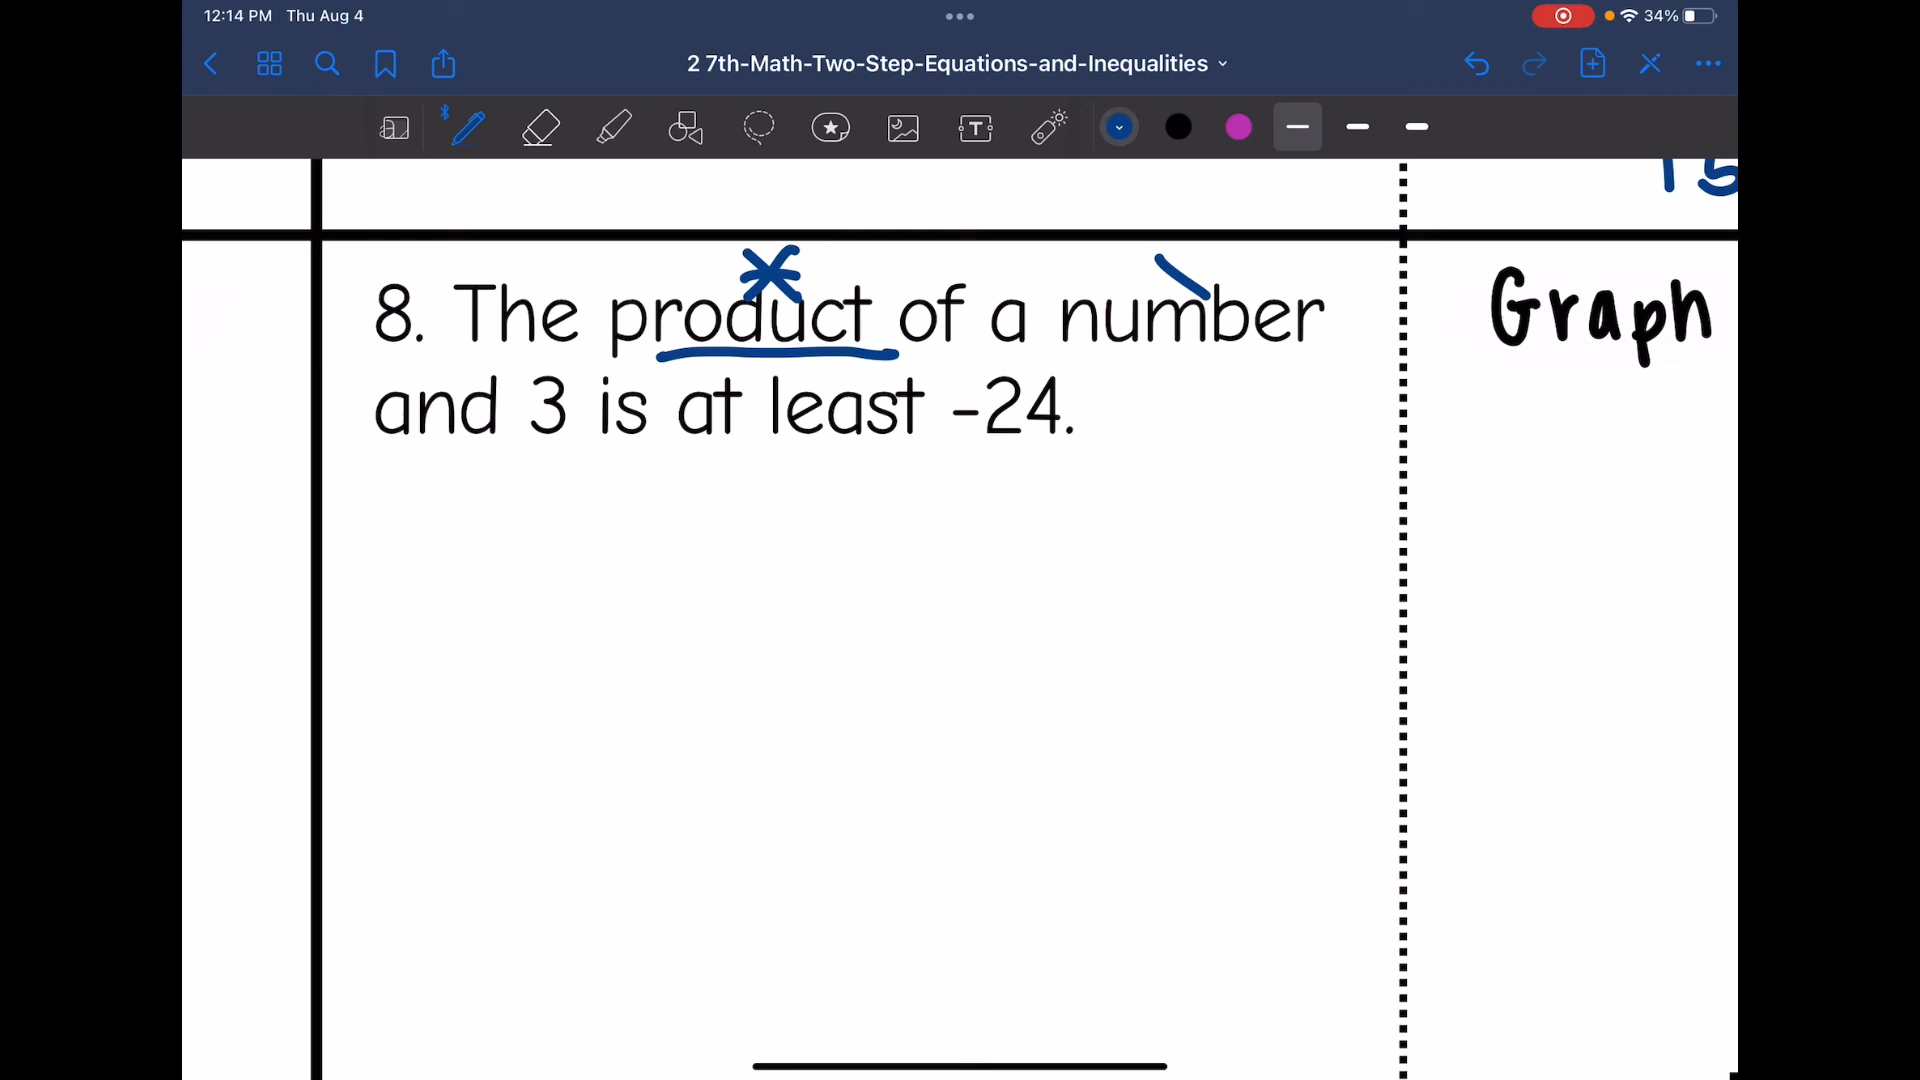 12:14 PM Thu Aug 4
34%
2 7th-Math-Two-Step-Equations-and-Inequalities
T
15
8. The product of a number
and 3 is at least -24.
Graph